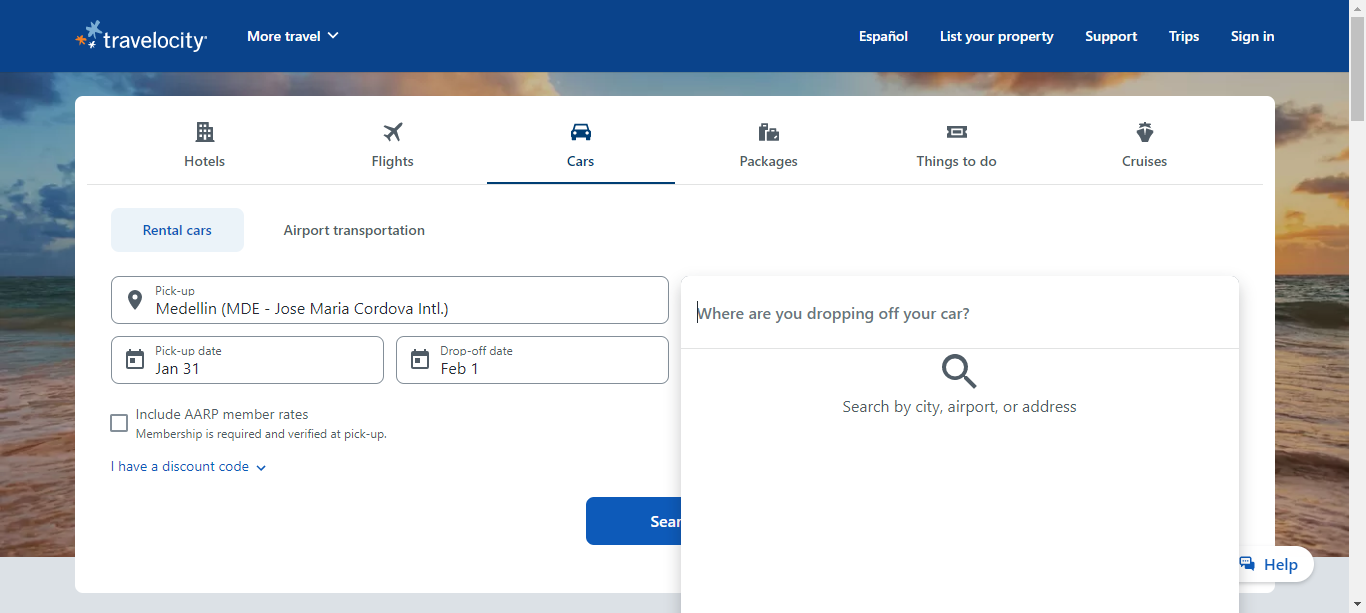 travelocity
More travel
Español
List your property
Support
Trips
Sign in
Hotels
Flights
Cars
Packages
Things to do
Cruises
Rental cars
Airport transportation
Pick-up
Medellin (MDE - Jose Maria Cordova Intl.)
Where are you dropping off your car?
Pick-up date
Jan 31
Drop-off date
Feb 1
Search by city, airport, or address
Include AARP member rates
Membership is required and verified at pick-up.
I have a discount code
Sear
Help